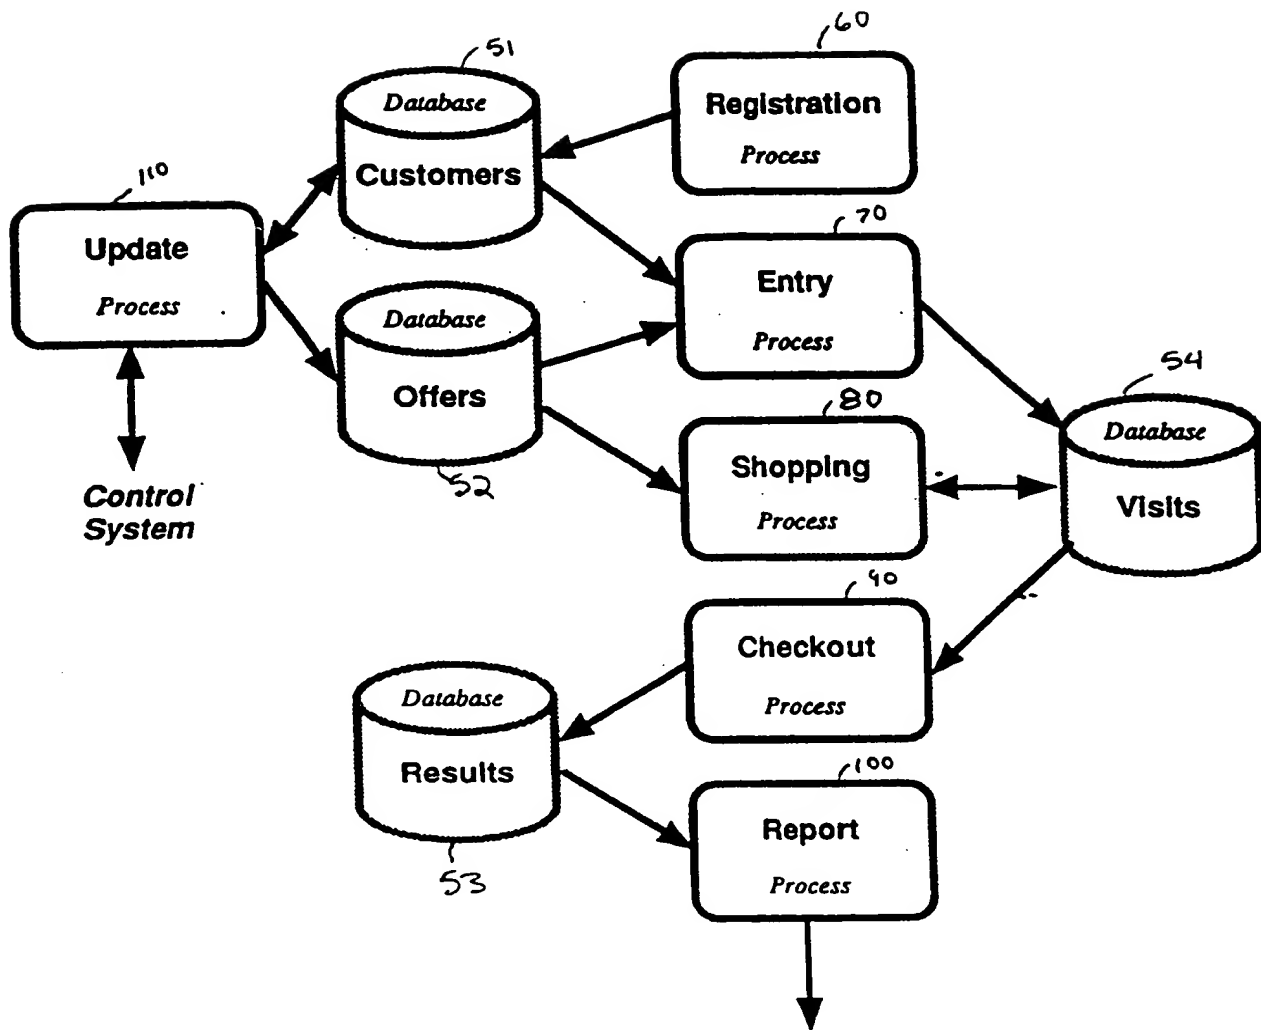 60
51
Database
Customers
Registration
Process
110
Update
Process
70
Entry
Process
Database
Offers
52
54
Database
Visits
80
Shopping
Process
Control
System
90
Checkout
Process
Database
Results
53
100
Report
Process